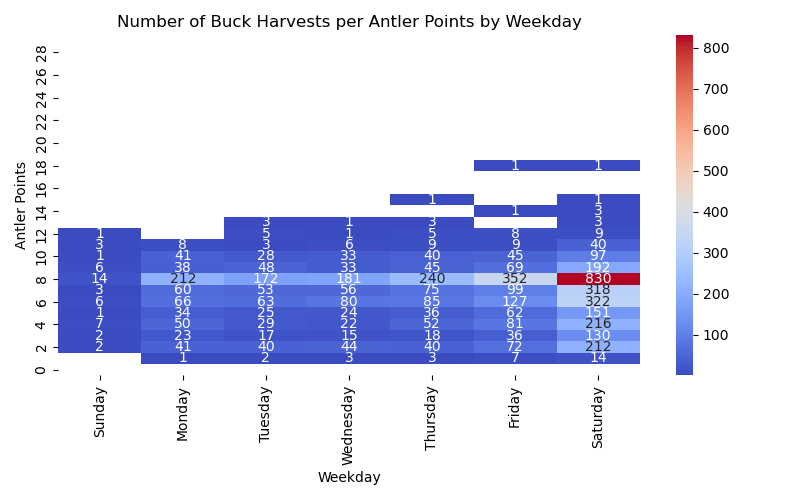 Number of Buck Harvests per Antler Points by Weekday
Antler Points
28
26
24
22
20
18 1 1
16
1 1
14 1 3
3 1 3 3
12 1 5 1 5 8 9
3 8 3 6 9 9 40
10 1 41 28 33 40 45 97
6 38 48 33 45 69 192
8 14 212 172 181 240 352 830
3 60 53 56 75 99 318
6 6 66 63 80 85 127 322
1 34 25 24 36 62 151
4 7 50 29 22 52 81 216
2 23 17 15 18 36 130
2 2 41 40 44 40 72 212
1 2 3 3 7 14
0
Sunday Monday Tuesday Wednesday Thursday Friday Saturday
Weekday
800
700
600
500
400
300
200
100